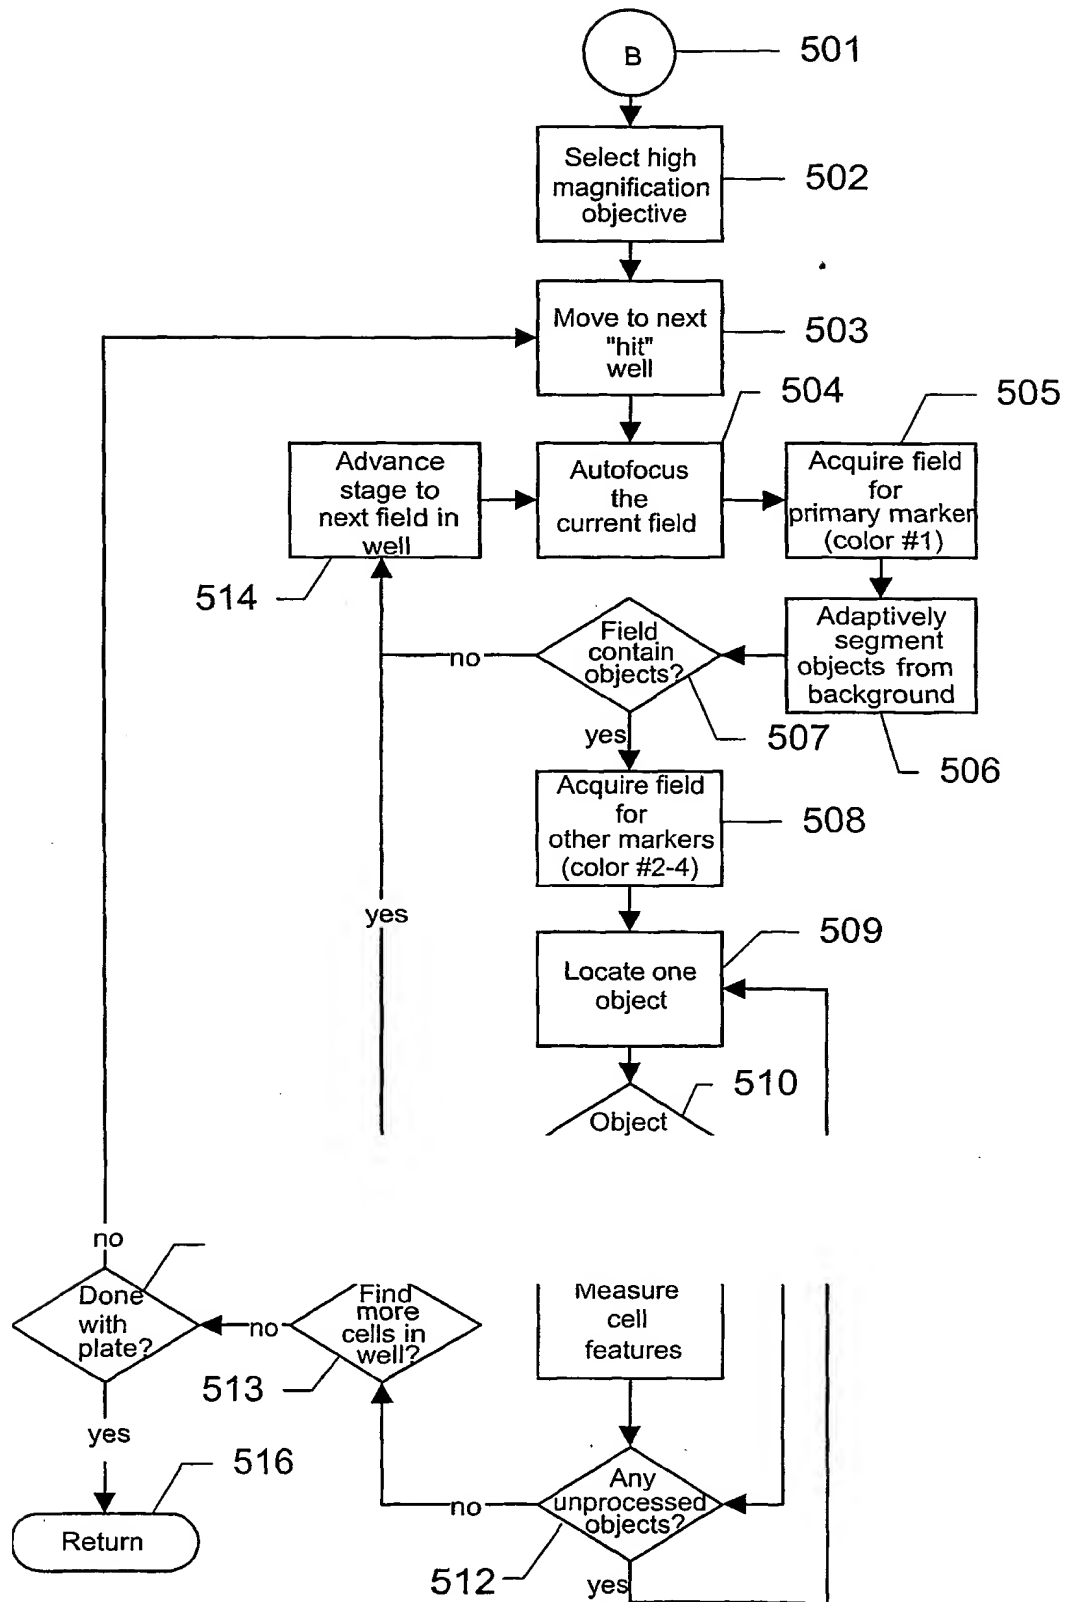 B
501
Select high
magnification
objective
502
Move to next
"hit"
well
503
504
505
Advance
stage to
next field in
well
Autofocus
the
current field
Acquire field
for
primary marker
(color #1)
514
Field
contain
objects?
no
Adaptively
segment
objects from
background
yes
507
506
Acquire field
for
other markers
(color #2-4)
508
yes
509
Locate one
object
510
Object
no
Done
with
plate?
no
Find
more
cells in
well?
Measure
cell
features
513
yes
516
Return
no
Any
unprocessed
objects?
512
yes